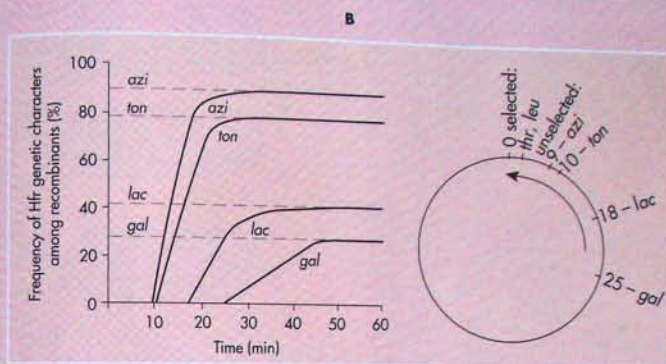 B
Frequency of Hfr genetic characters
among recombinants (%)
100
80
60
40
20
0
azi
ton
lac
gal
azi
ton
lac
gal
10
20
30
40
50
60
Time (min)
0 selected:
thr, leu
unselected:
9 – azi
10 – ton
18 – lac
25 – gal